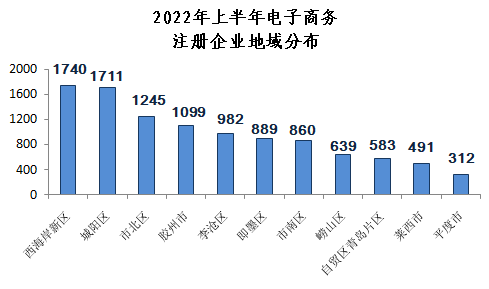 2022年上半年电子商务
注册企业地域分布
2000
1600
1200
800
400
0
1740
1711
1245
1099
982
889
860
639
583
491
312
西海岸新区
城阳区
市北区
胶州市
李沧区
即墨区
市南区
崂山区
自贸区青岛片区
莱西市
平度市